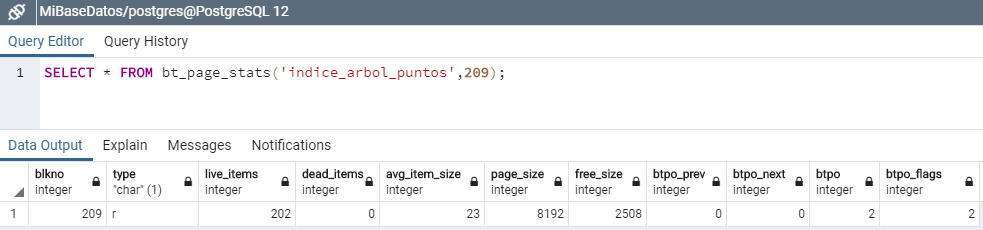 MiBaseDatos/postgres@PostgreSQL 12
Query Editor Query History
1 SELECT * FROM bt_page_stats('indice_arbol_puntos',209);
Data Output Explain Messages Notifications
blkno type live_items dead_items avg_item_size page_size free_size btpo_prev btpo_next btpo btpo_flags
integer "char" (1) integer integer integer integer integer integer integer integer integer
1 209 r 202 0 23 8192 2508 0 0 2 2